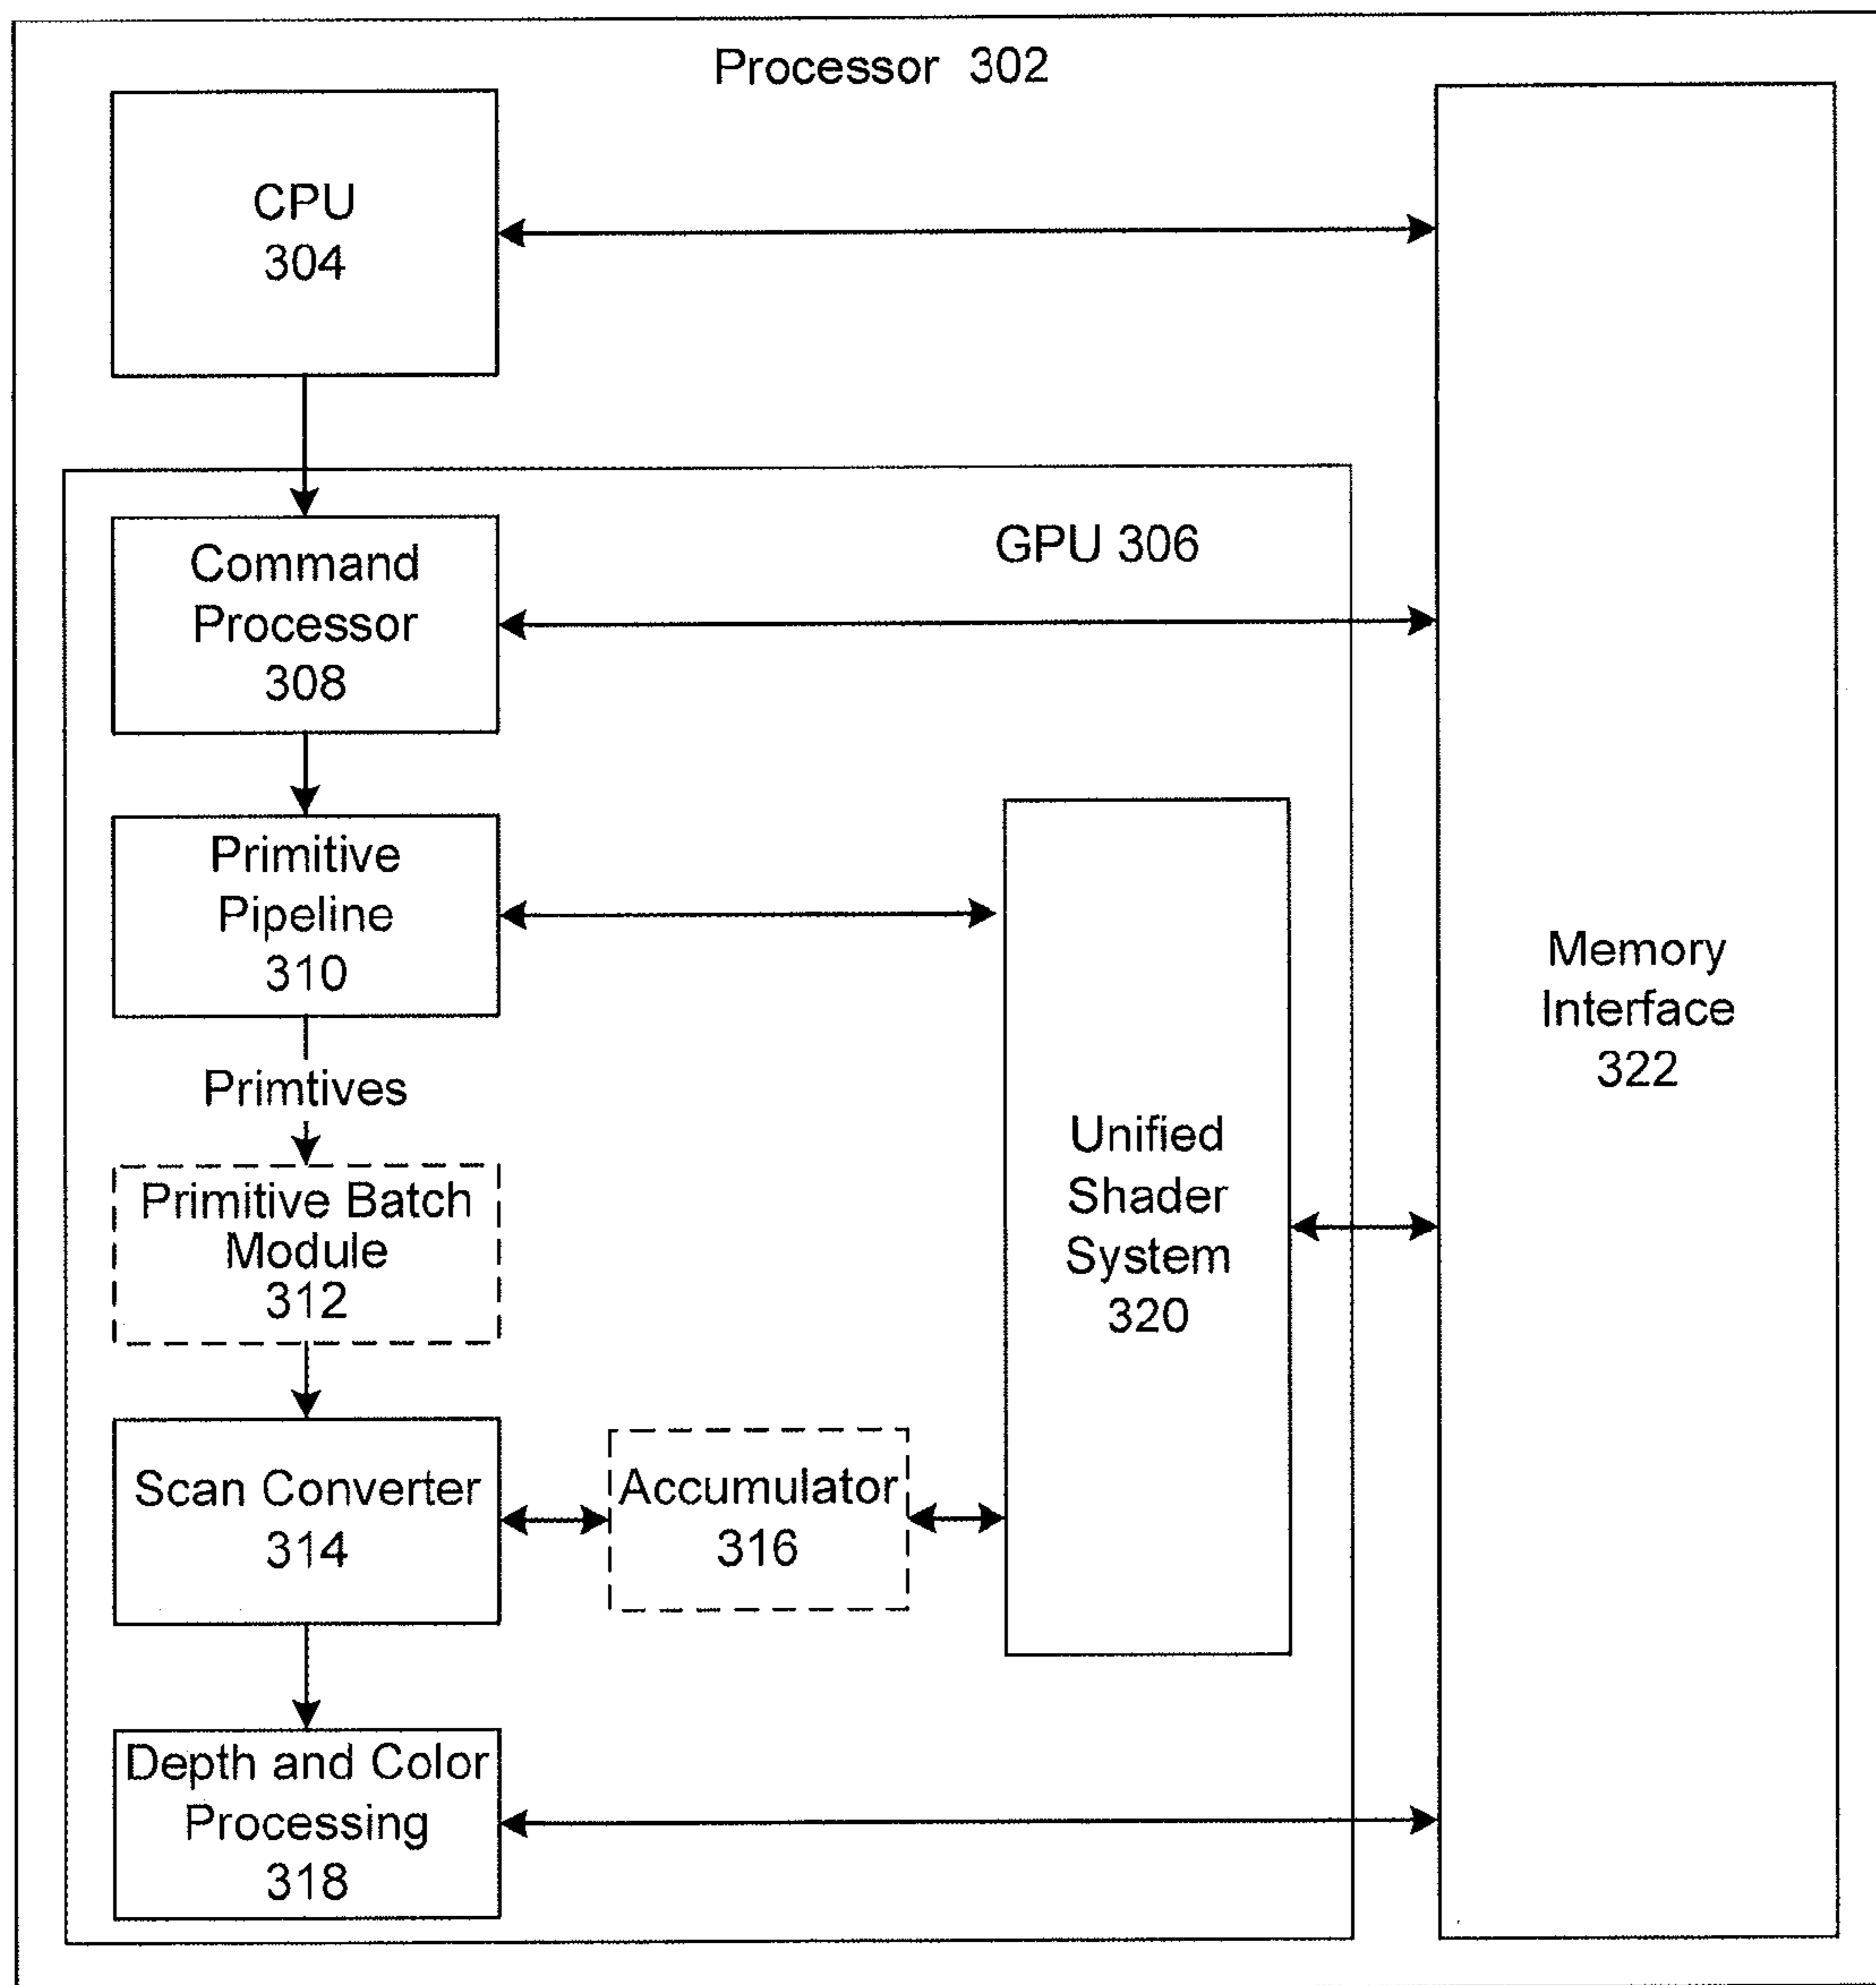 Processor 302
CPU
304
GPU 306
Command
Processor
308
Primitive
Pipeline
310
Primtives
Primitive Batch
Module
312
Scan Converter
314
Accumulator
316
Depth and Color
Processing
318
Unified
Shader
System
320
Memory
Interface
322